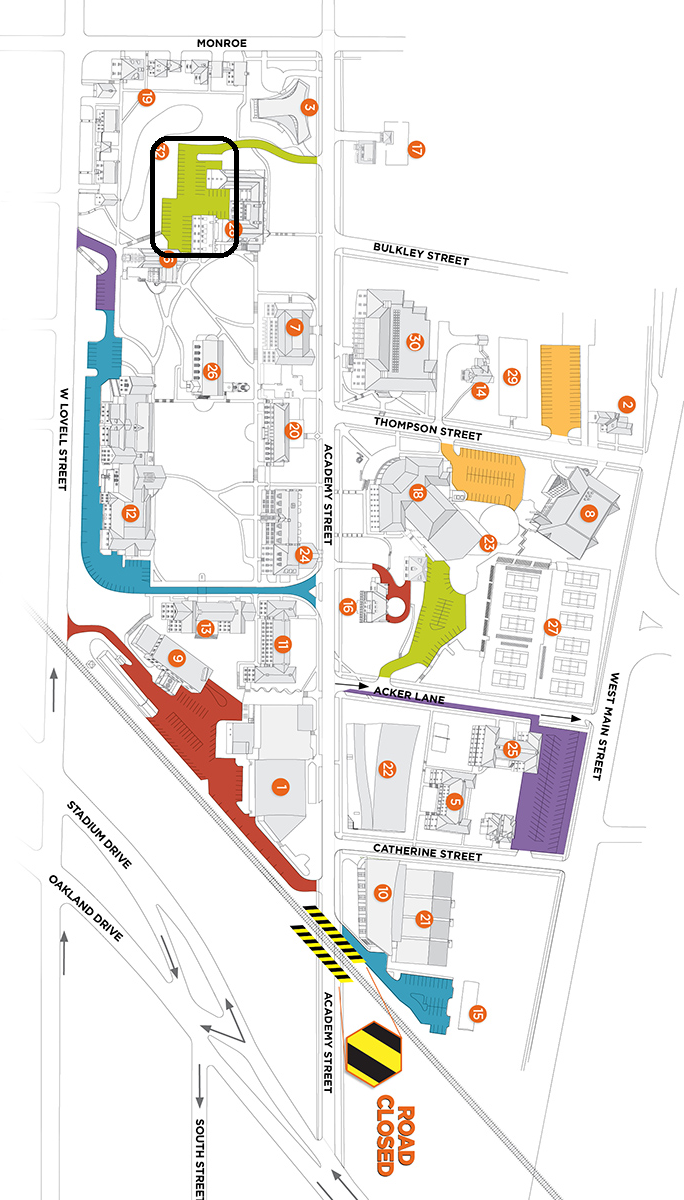 MONROE
19
3
17
32
28
6
BULKLEY STREET
7
30
26
14
29
2
W LOVELL STREET
20
ACADEMY STREET
THOMPSON STREET
12
18
8
24
23
16
27
13
11
9
ACKER LANE
WEST MAIN STREET
25
22
1
5
STADIUM DRIVE
CATHERINE STREET
OAKLAND DRIVE
10
21
ACADEMY STREET
15
ROAD
CLOSED
SOUTH STREET